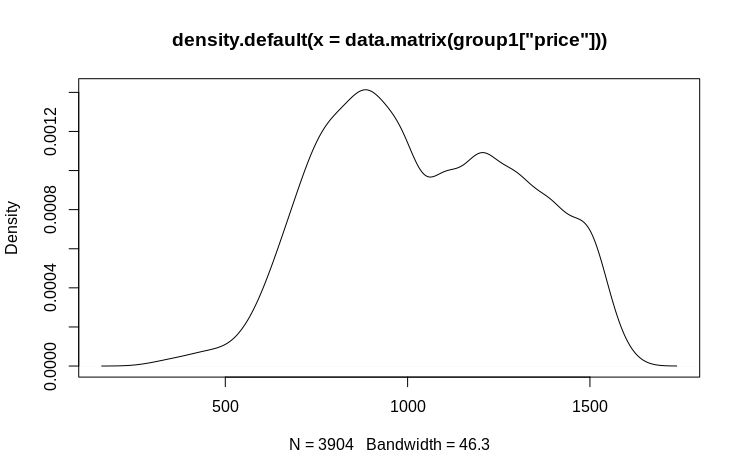 density.default(x = data.matrix(group1["price"]))
Density
0.0012
0.0008
0.0004
0.0000
500 1000 1500
N = 3904 Bandwidth = 46.3